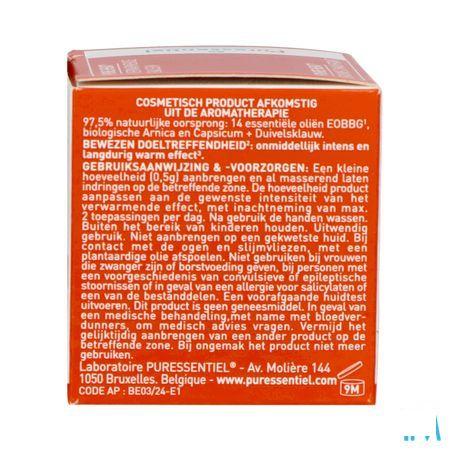 Puressentiel
COSMETISCH PRODUCT AFKOMSTIG
UIT DE AROMATHERAPIE
97,5% natuurlijke oorsprong: 14 essentiële oliën EOBBG¹,
biologische Arnica en Capsicum + Duivelsklauw.
BEWEZEN DOELTREFFENDHEID²: onmiddellijk intens en
langdurig warm effect³.
GEBRUIKSAANWIJZING & -VOORZORGEN: Een kleine
hoeveelheid (0,5g) aanbrengen en al masserend laten
indringen op de betreffende zone. De hoeveelheid product
aanpassen aan de gewenste intensiteit van het
verwarmende effect, met inachtneming van max.
2 toepassingen per dag. Na gebruik de handen wassen.
Buiten het bereik van kinderen houden. Uitwendig
gebruik. Niet aanbrengen op een gekwetste huid. Bij
contact met de ogen en slijmvliezen, met een
plantaardige olie afspoelen. Niet gebruiken bij vrouwen
die zwanger zijn of borstvoeding geven, bij personen met
een voorgeschiedenis van convulsieve of epileptische
stoornissen of in geval van een allergie voor salicylaten of
een van de bestanddelen. Een voorafgaande huidtest
uitvoeren. Dit product is geen geneesmiddel. In geval van
een medische behandeling,met name met bloedver-
dunners, om medisch advies vragen. Vermijd het
gelijktijdig aanbrengen van een ander product op de
betreffende zone. Bij ongemak het product niet meer
gebruiken.
Laboratoire PURESSENTIEL® - Av. Molière 144
1050 Bruxelles. Belgique - www.puressentiel.com
CODE AP : BE03/24-E1
9M